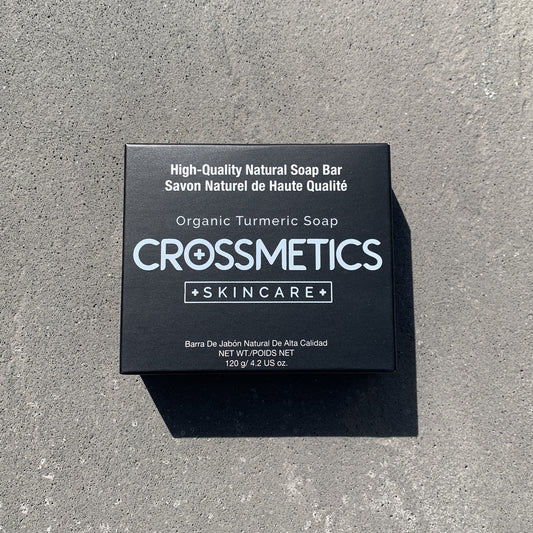 High-Quality Natural Soap Bar
Savon Naturel de Haute Qualité
Organic Turmeric Soap
CROSSMETICS
+SKINCARE+
Barra De Jabón Natural De Alta Calidad
NET WT./POIDS NET
120 g/ 4.2 US oz.